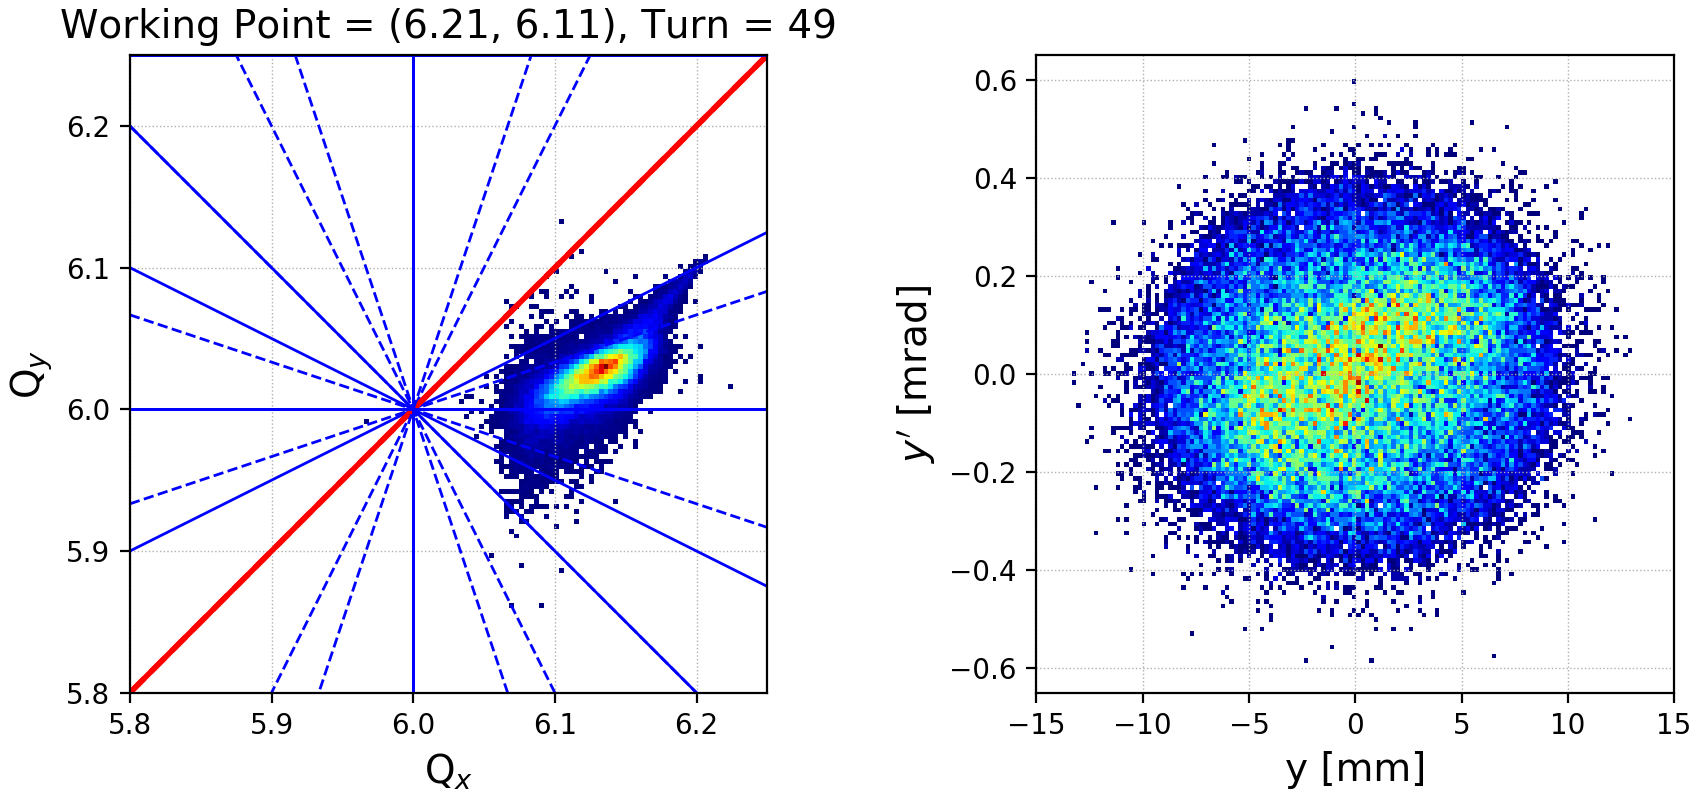 Working Point = (6.21, 6.11), Turn = 49
6.2
6.1
6.0
5.9
5.8
Qy
5.8 5.9 6.0 6.1 6.2
Qx
0.6
0.4
0.2
0.0
−0.2
−0.4
−0.6
y′ [mrad]
−15 −10 −5 0 5 10 15
y [mm]